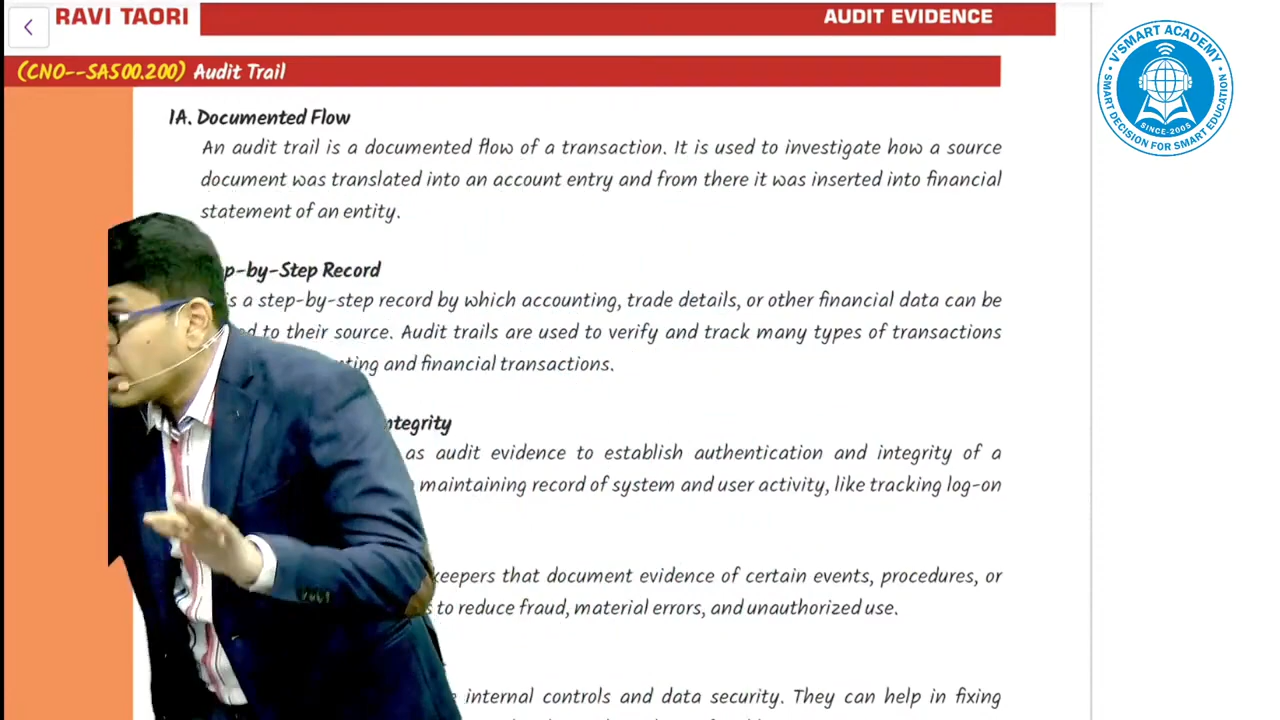 RAVI TAORI
AUDIT EVIDENCE
(CNO--SA500.200) Audit Trail
1A. Documented Flow
An audit trail is a documented flow of a transaction. It is used to investigate how a source
document was translated into an account entry and from there it was inserted into financial
statement of an entity.
p-by-Step Record
is a step-by-step record by which accounting, trade details, or other financial data can be
ed to their source. Audit trails are used to verify and track many types of transactions
ting and financial transactions.
ntegrity
as audit evidence to establish authentication and integrity of a
maintaining record of system and user activity, like tracking log-on
keepers that document evidence of certain events, procedures, or
s to reduce fraud, material errors, and unauthorized use.
internal controls and data security. They can help in fixing
V'SMART ACADEMY
SINCE-2005
SMART DECISION FOR SMART EDUCATION